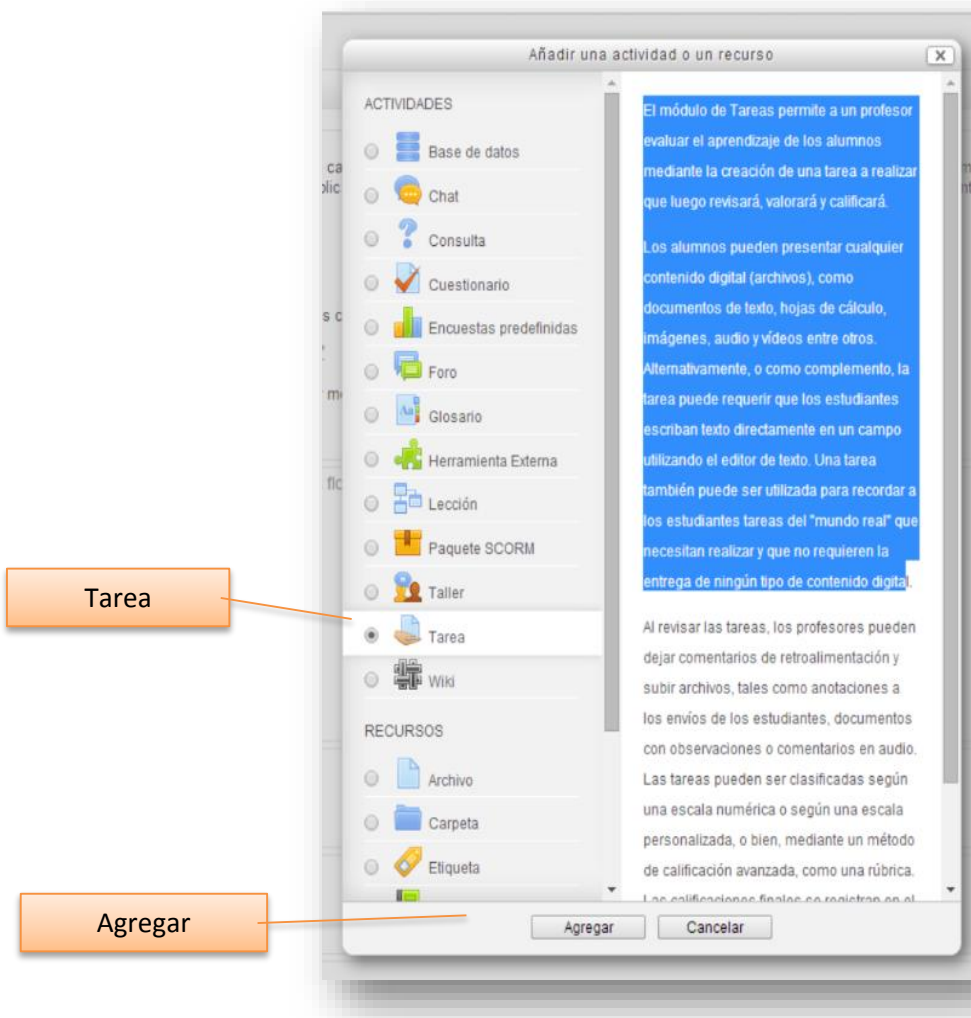 Añadir una actividad o un recurso
ACTIVIDADES
Base de datos
Chat
Consulta
Cuestionario
Encuestas predefinidas
Foro
Glosario
Herramienta Externa
Lección
Paquete SCORM
Taller
Tarea
Wiki
RECURSOS
Archivo
Carpeta
Etiqueta
El módulo de Tareas permite a un profesor
evaluar el aprendizaje de los alumnos
mediante la creación de una tarea a realizar
que luego revisará, valorará y calificará.
Los alumnos pueden presentar cualquier
contenido digital (archivos), como
documentos de texto, hojas de cálculo,
imágenes, audio y vídeos entre otros.
Alternativamente, o como complemento, la
tarea puede requerir que los estudiantes
escriban texto directamente en un campo
utilizando el editor de texto. Una tarea
también puede ser utilizada para recordar a
los estudiantes tareas del "mundo real" que
necesitan realizar y que no requieren la
entrega de ningún tipo de contenido digital.
Al revisar las tareas, los profesores pueden
dejar comentarios de retroalimentación y
subir archivos, tales como anotaciones a
los envíos de los estudiantes, documentos
con observaciones o comentarios en audio.
Las tareas pueden ser clasificadas según
una escala numérica o según una escala
personalizada, o bien, mediante un método
de calificación avanzada, como una rúbrica.
Las calificaciones finales se registran en el
Agregar
Cancelar
Tarea
Agregar